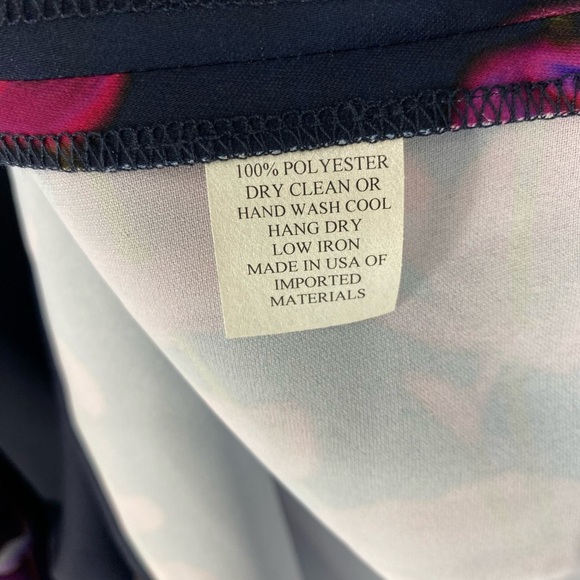 100% POLYESTER
DRY CLEAN OR
HAND WASH COOL
HANG DRY
LOW IRON
MADE IN USA OF
IMPORTED
MATERIALS